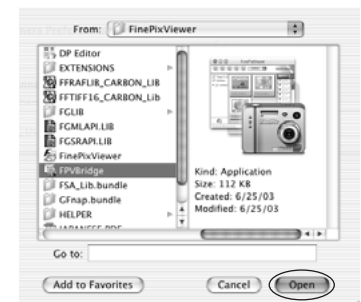 From: FinePixViewer
DP Editor
EXTENSIONS
FFRAFLIB_CARBON_LIB
FFTIFF16_CARBON_Lib
FGLIB
FGMLAPI.LIB
FGSRAPI.LIB
FinePixViewer
FPVBridge
FSA_Lib.bundle
GFnap.bundle
HELPER
Kind: Application
Size: 112 KB
Created: 6/25/03
Modified: 6/25/03
Go to:
Add to Favorites
Cancel
Open